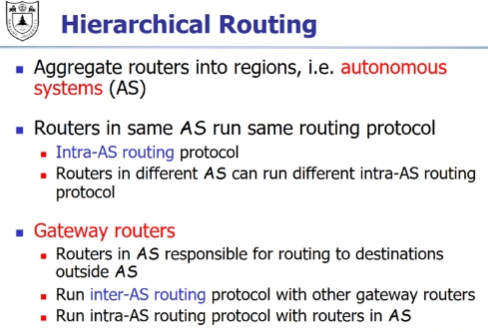 Hierarchical Routing
Aggregate routers into regions, i.e. autonomous
systems (AS)
Routers in same AS run same routing protocol
Intra-AS routing protocol
Routers in different AS can run different intra-AS routing
protocol
Gateway routers
Routers in AS responsible for routing to destinations
outside AS
Run inter-AS routing protocol with other gateway routers
Run intra-AS routing protocol with routers in AS